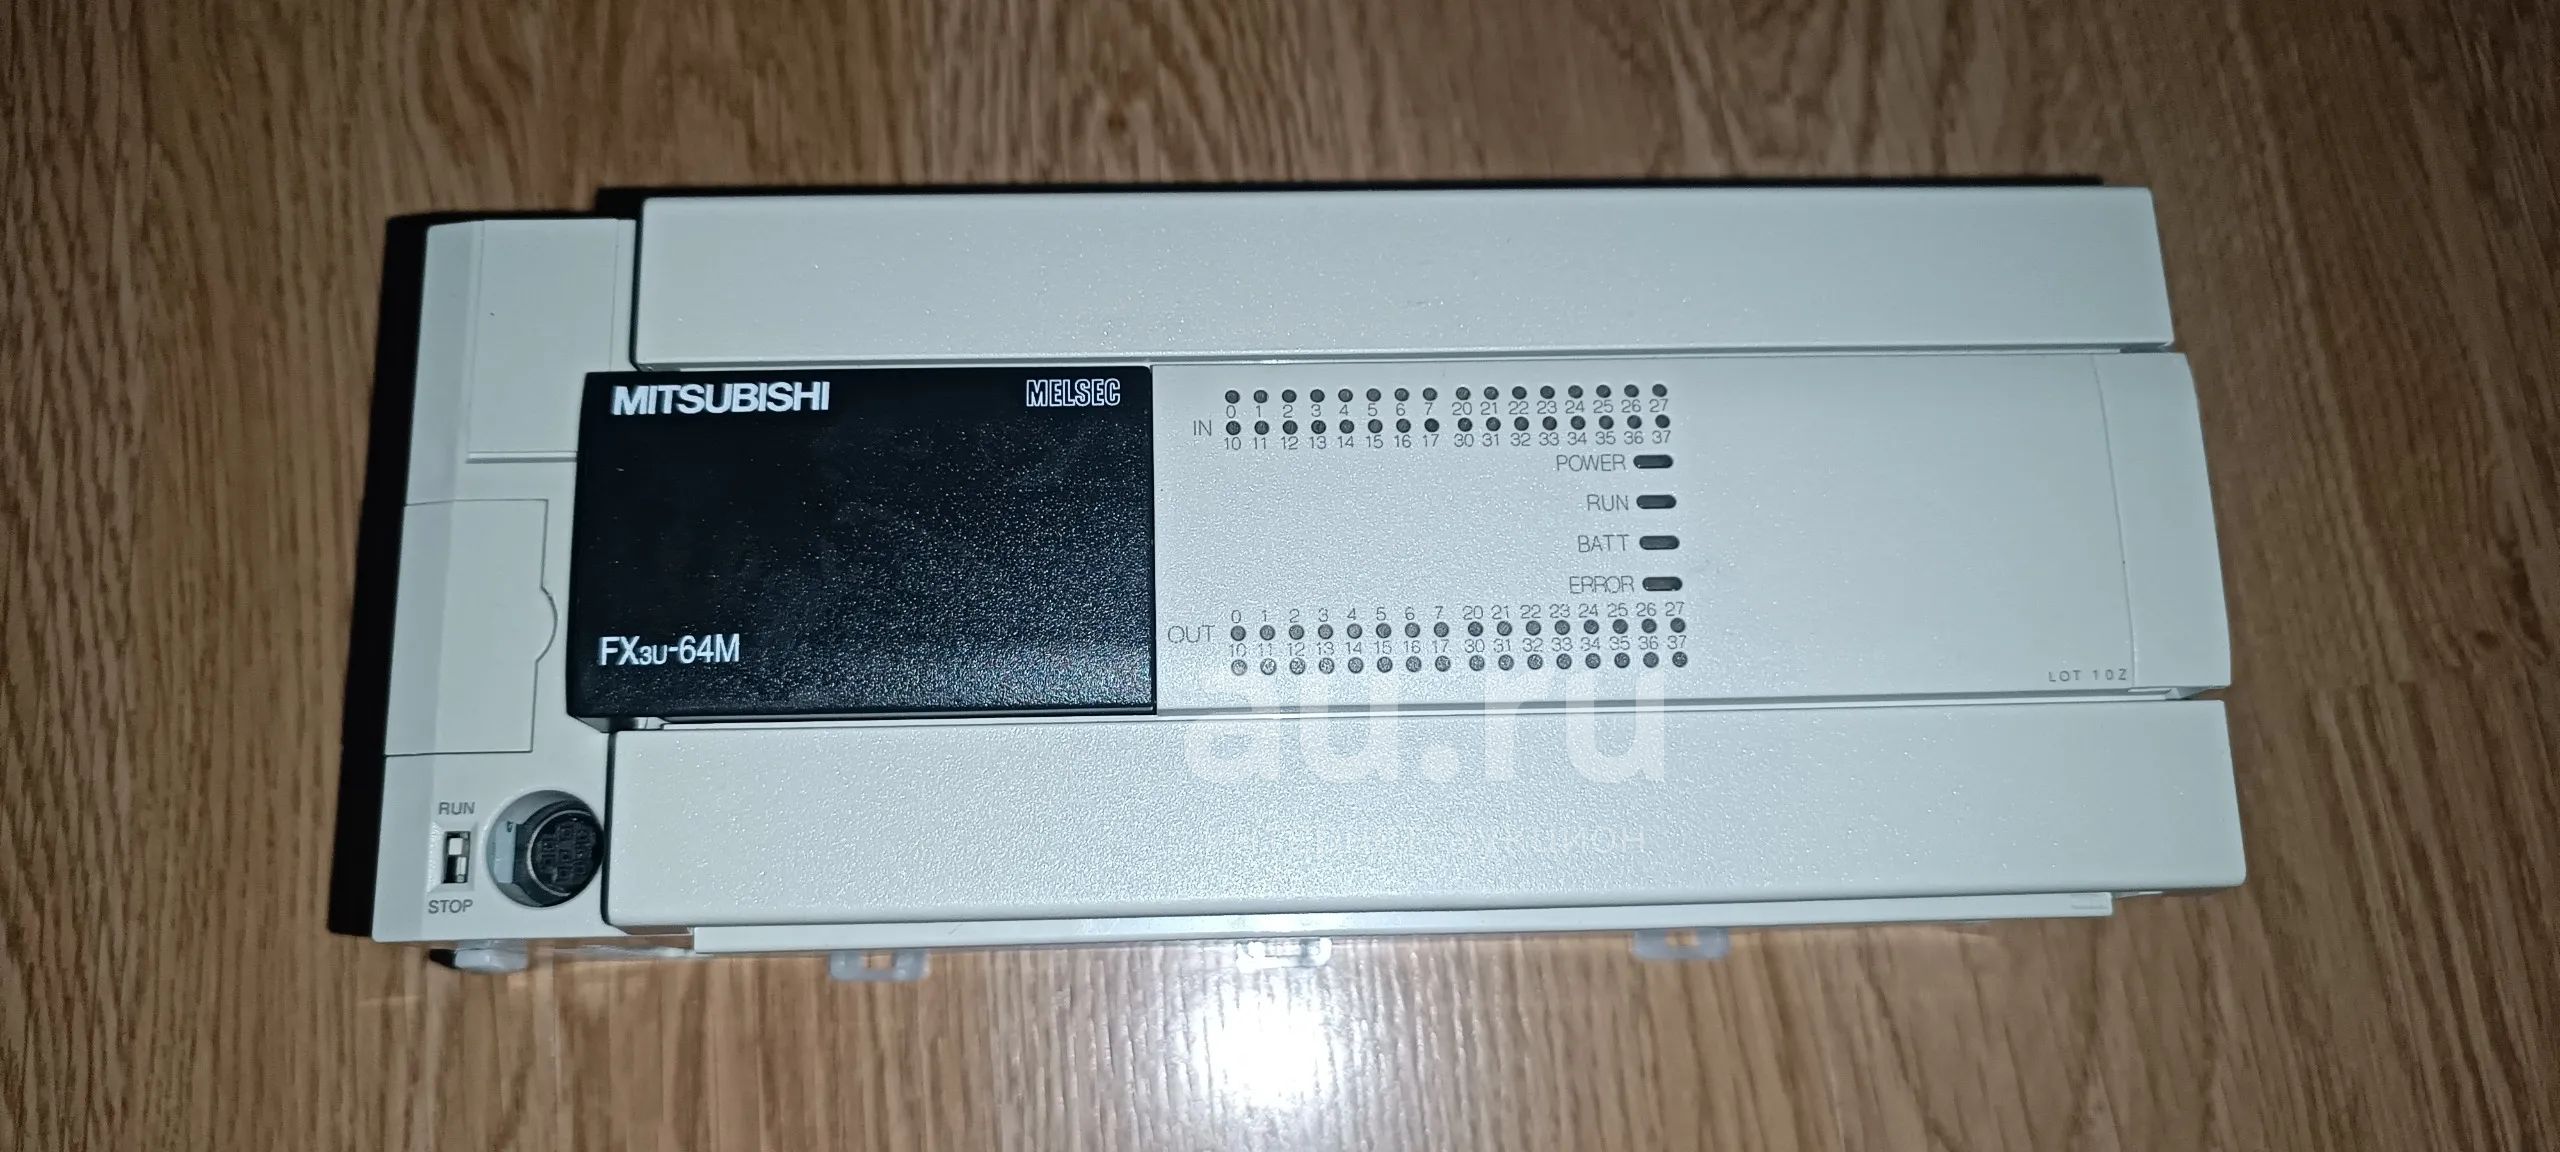 MITSUBISHI MELSEC
0 1 2 3 4 5 6 7 20 21 22 23 24 25 26 27
IN
10 11 12 13 14 15 16 17 30 31 32 33 34 35 36 37
POWER
RUN
BATT
ERROR
0 1 2 3 4 5 6 7 20 21 22 23 24 25 26 27
OUT
10 11 12 13 14 15 16 17 30 31 32 33 34 35 36 37
FX3U-64M
LOT 10Z
au.ru
RUN
STOP